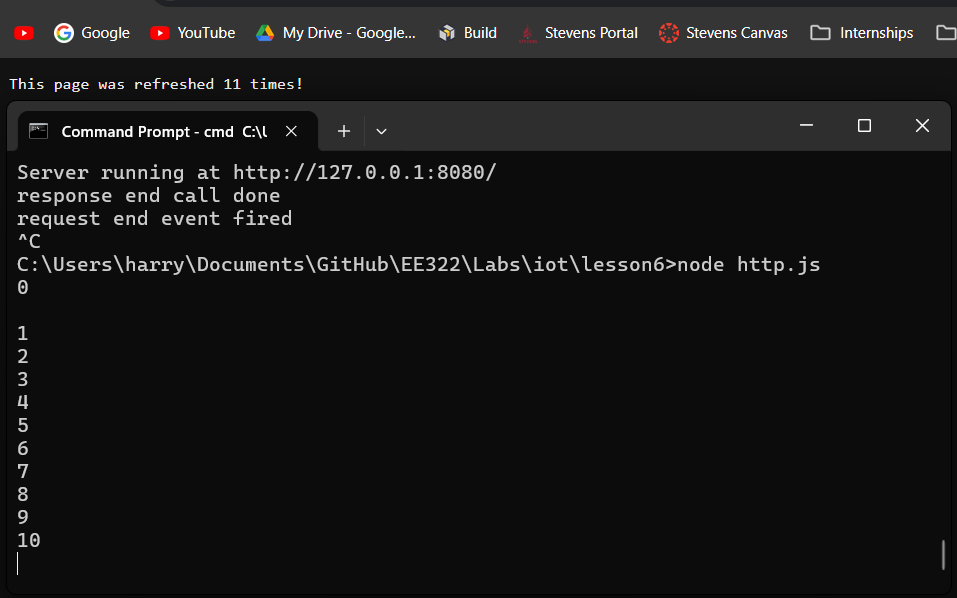 Google YouTube My Drive - Google... Build Stevens Portal Stevens Canvas Internships
This page was refreshed 11 times!
Command Prompt - cmd C:\l
Server running at http://127.0.0.1:8080/
response end call done
request end event fired
^C
C:\Users\harry\Documents\GitHub\EE322\Labs\iot\lesson6>node http.js
0
1
2
3
4
5
6
7
8
9
10